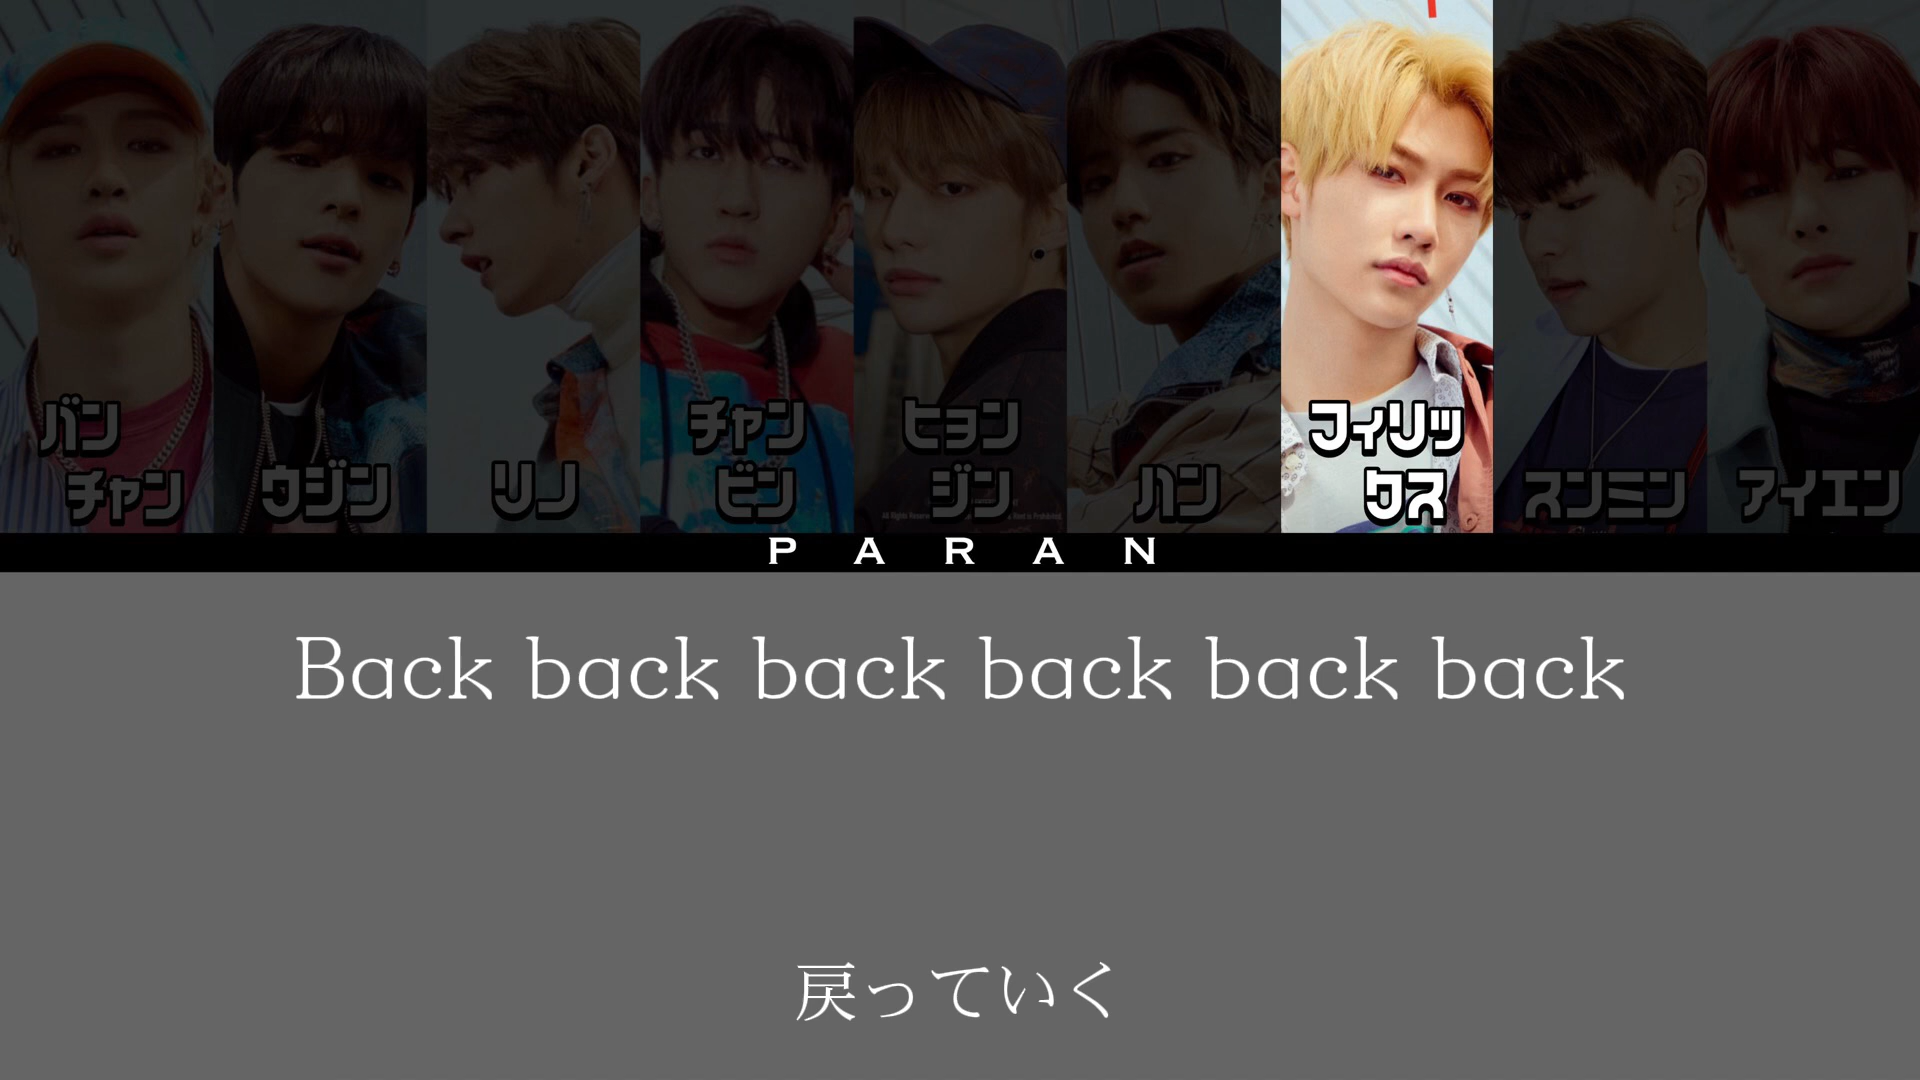 バン
チャン
ウジン
リノ
チャン
ビン
ヒョン
ジン
ハン
フィリッ
クス
スンミン
アイエン
PARAN
Back back back back back back
戻っていく